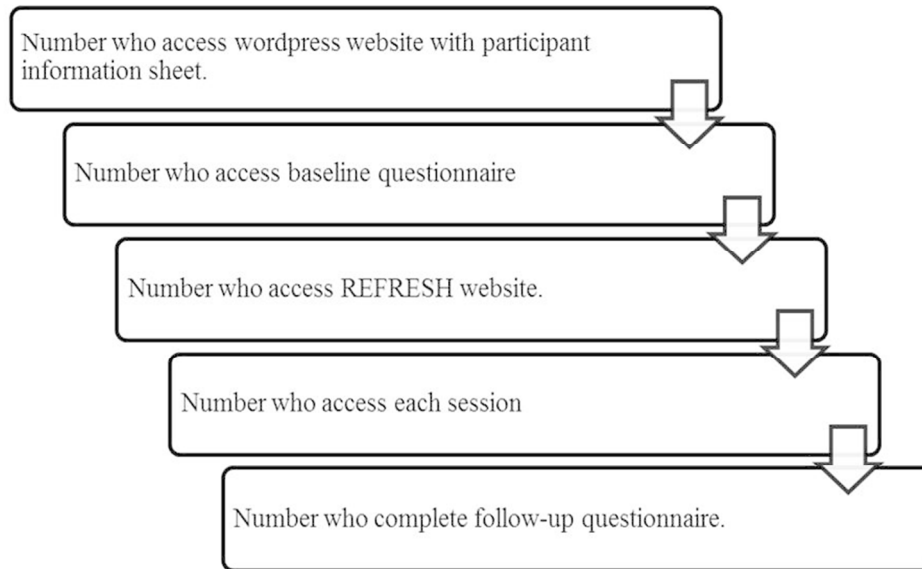 Number who access wordpress website with participant
information sheet.
Number who access baseline questionnaire
Number who access REFRESH website.
Number who access each session
Number who complete follow-up questionnaire.